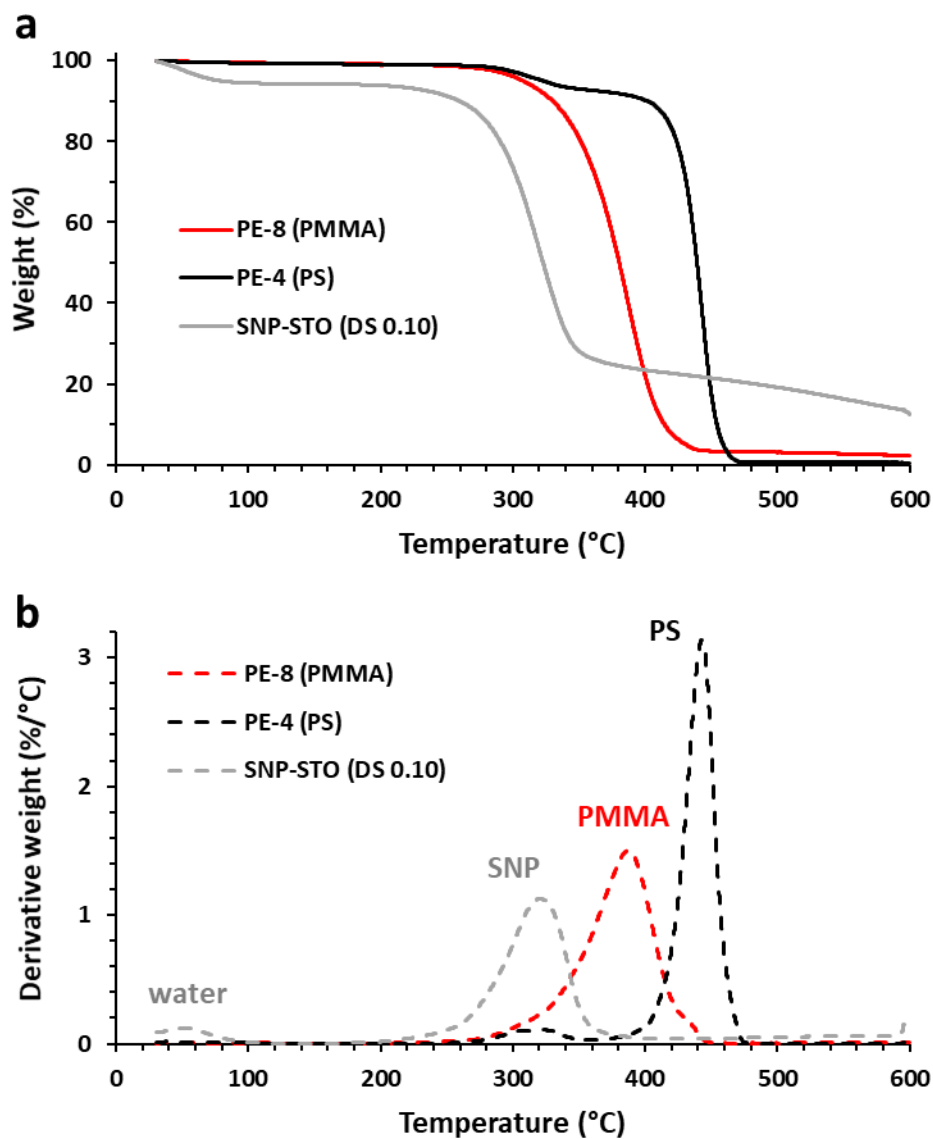 a
100
80
60
40
20
0
Weight (%)
PE-8 (PMMA)
PE-4 (PS)
SNP-STO (DS 0.10)
0 100 200 300 400 500 600
Temperature (°C)
b
3
2
1
0
Derivative weight (%/°C)
PE-8 (PMMA)
PE-4 (PS)
SNP-STO (DS 0.10)
PS
PMMA
SNP
water
0 100 200 300 400 500 600
Temperature (°C)